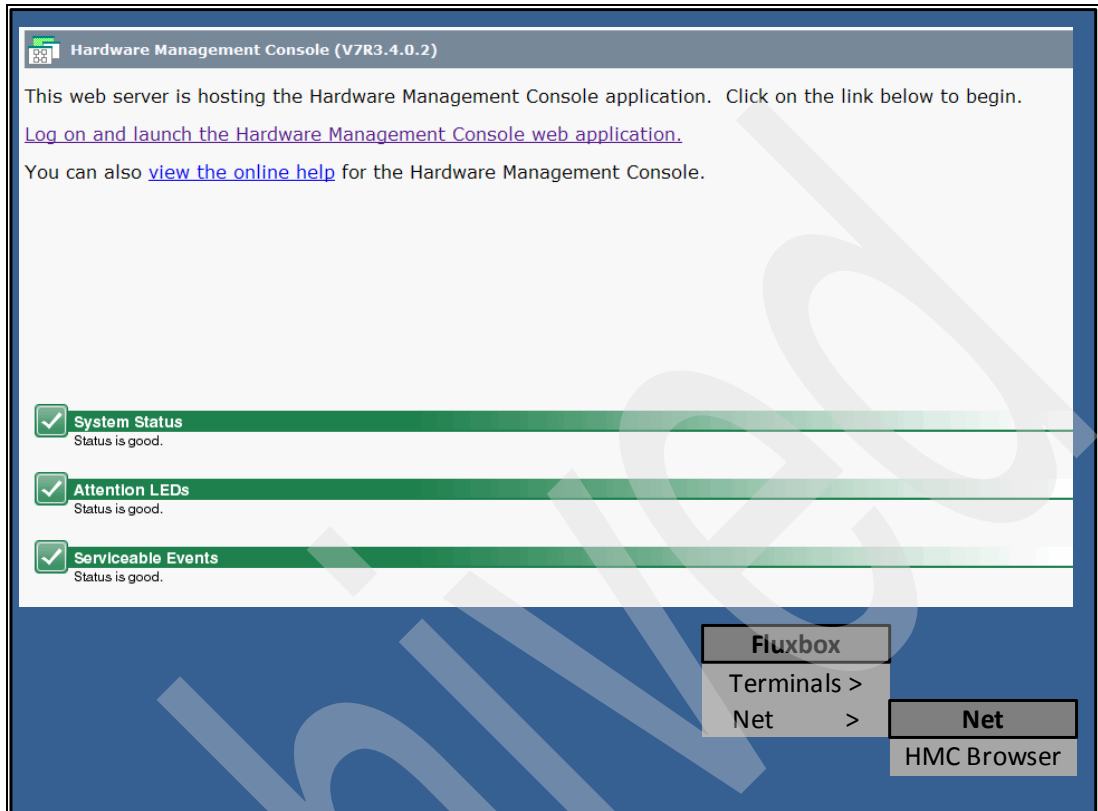 Hardware Management Console (V7R3.4.0.2)
This web server is hosting the Hardware Management Console application.  Click on the link below to begin.
Log on and launch the Hardware Management Console web application.
You can also view the online help for the Hardware Management Console.
System Status
Status is good.
Attention LEDs
Status is good.
Serviceable Events
Status is good.
Fluxbox
Terminals >
Net >
Net
HMC Browser
hived